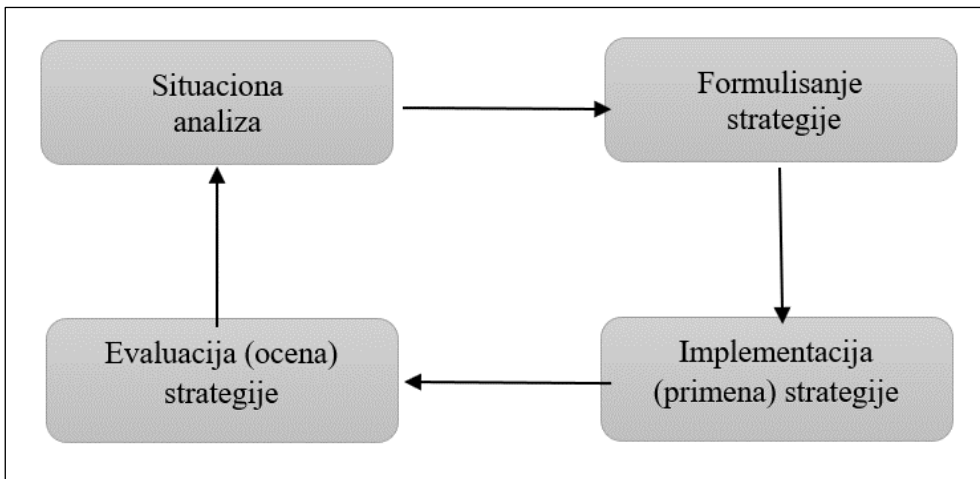 Situaciona
analiza
Formulisanje
strategije
Evaluacija (ocena)
strategije
Implementacija
(primena) strategije